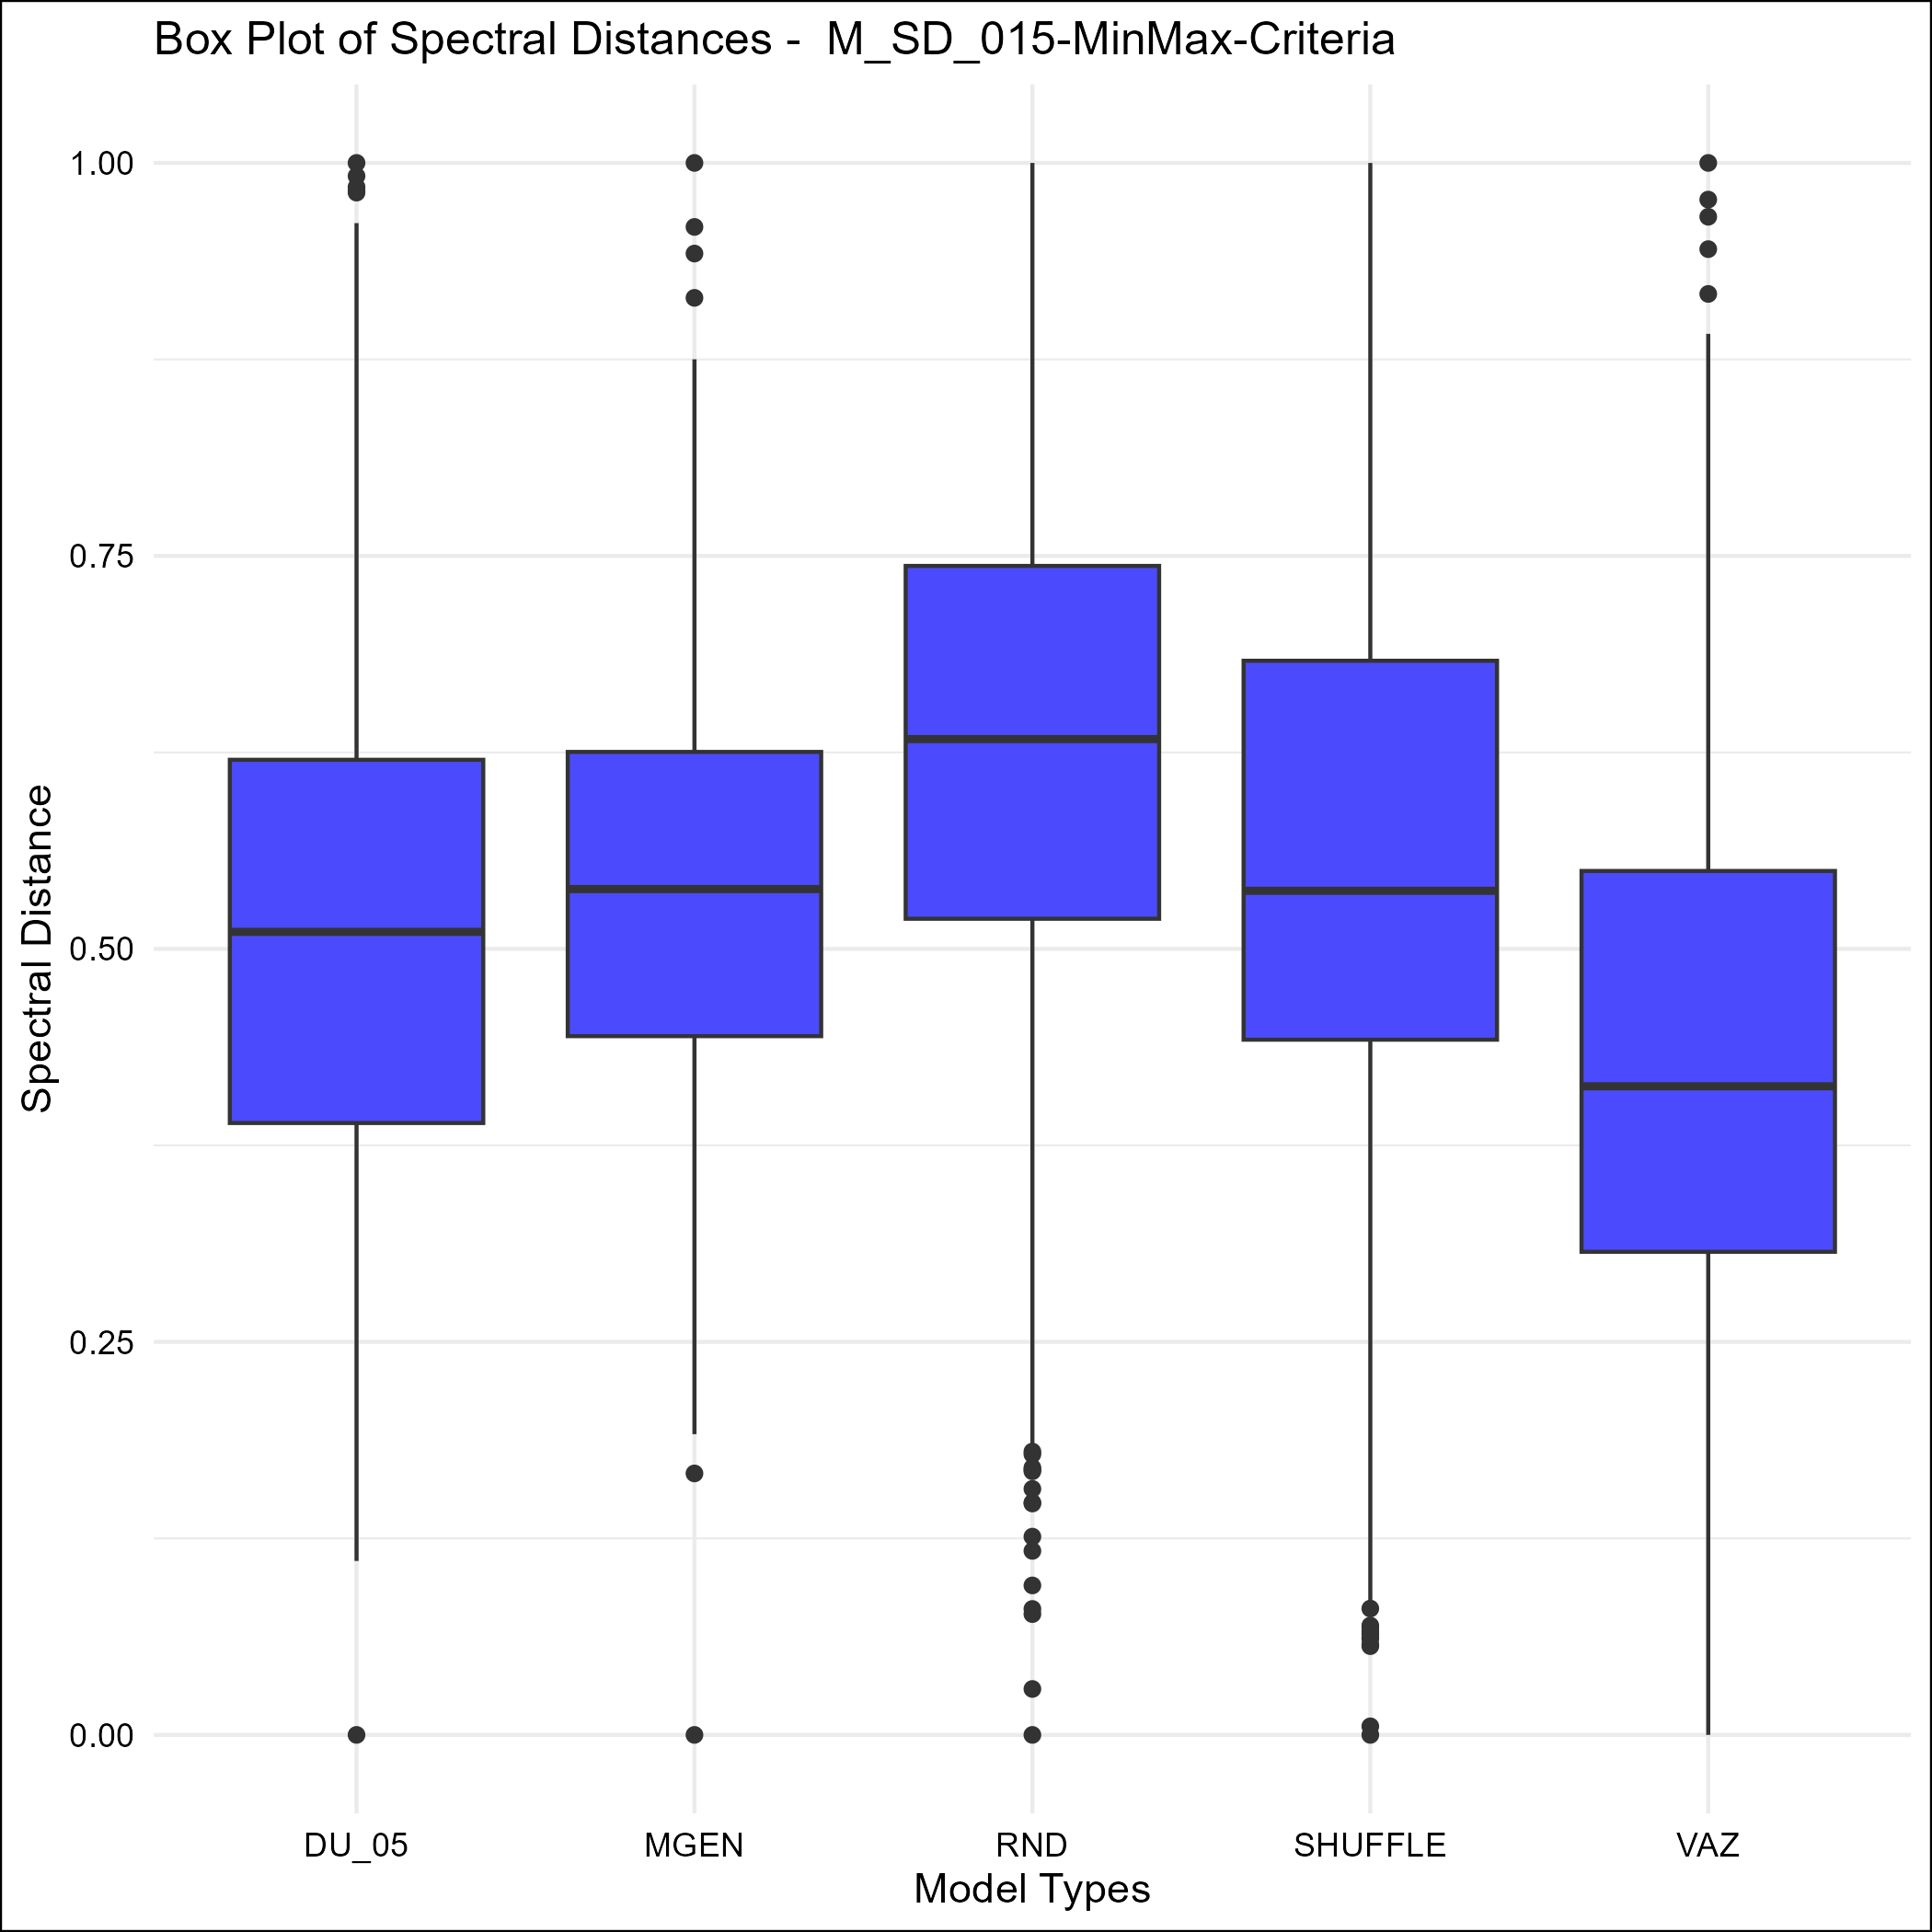 Box Plot of Spectral Distances -  M_SD_015-MinMax-Criteria
1.00
0.75
0.50
0.25
0.00
Spectral Distance
DU_05 MGEN RND SHUFFLE VAZ
Model Types